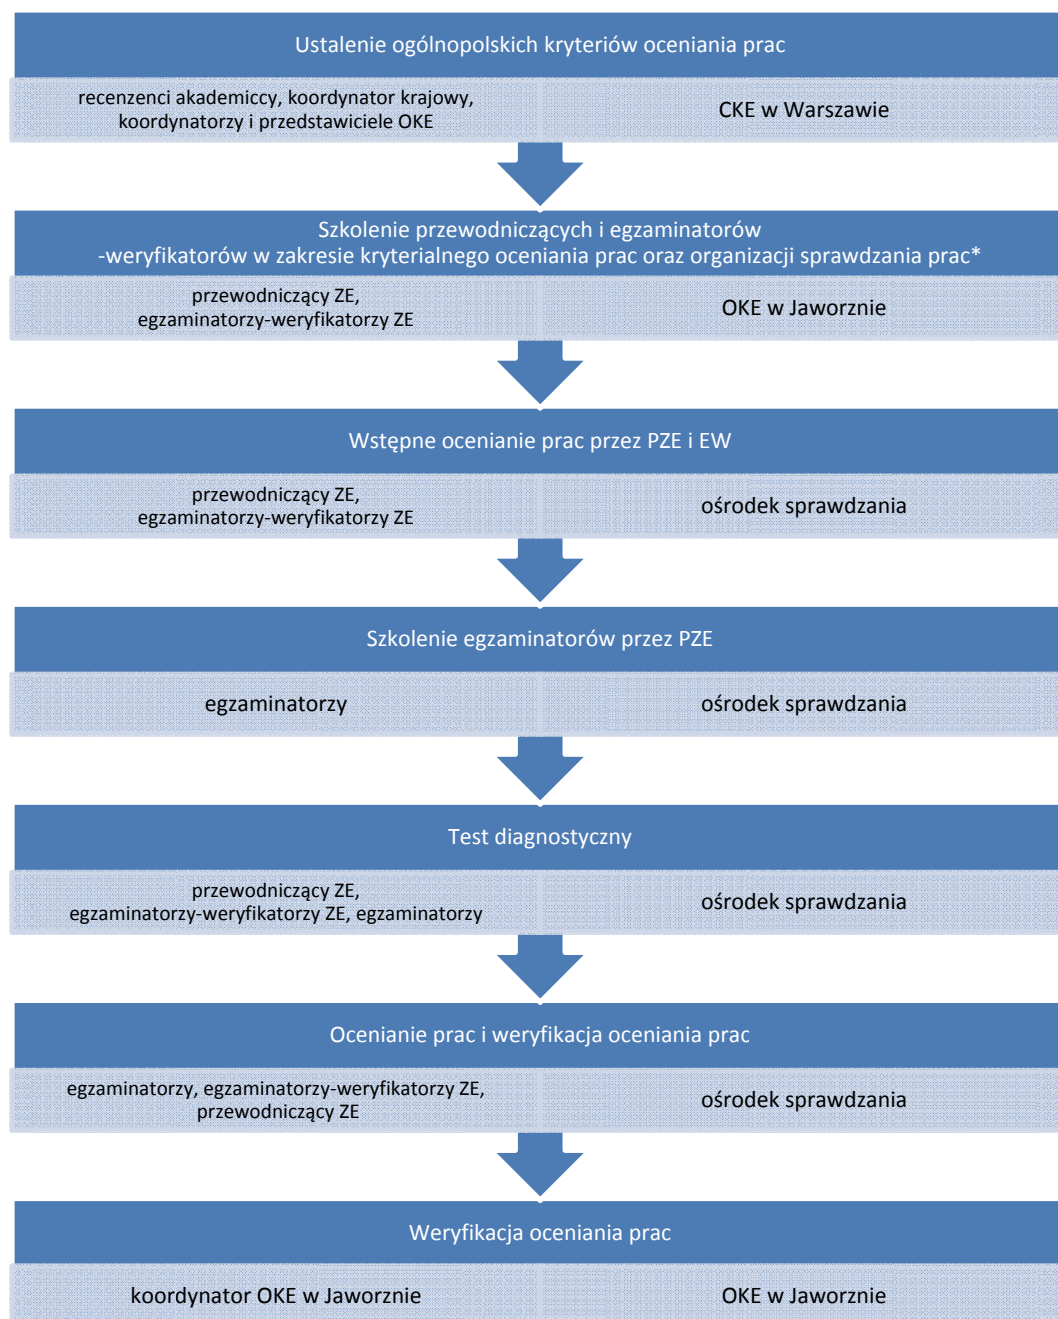 Ustalenie ogólnopolskich kryteriów oceniania prac
recenzenci akademiccy, koordynator krajowy,
koordynatorzy i przedstawiciele OKE
CKE w Warszawie
Szkolenie przewodniczących i egzaminatorów
-weryfikatorów w zakresie kryterialnego oceniania prac oraz organizacji sprawdzania prac*
przewodniczący ZE,
egzaminatorzy-weryfikatorzy ZE
OKE w Jaworznie
Wstępne ocenianie prac przez PZE i EW
przewodniczący ZE,
egzaminatorzy-weryfikatorzy ZE
ośrodek sprawdzania
Szkolenie egzaminatorów przez PZE
egzaminatorzy
ośrodek sprawdzania
Test diagnostyczny
przewodniczący ZE,
egzaminatorzy-weryfikatorzy ZE, egzaminatorzy
ośrodek sprawdzania
Ocenianie prac i weryfikacja oceniania prac
egzaminatorzy, egzaminatorzy-weryfikatorzy ZE,
przewodniczący ZE
ośrodek sprawdzania
Weryfikacja oceniania prac
koordynator OKE w Jaworznie
OKE w Jaworznie